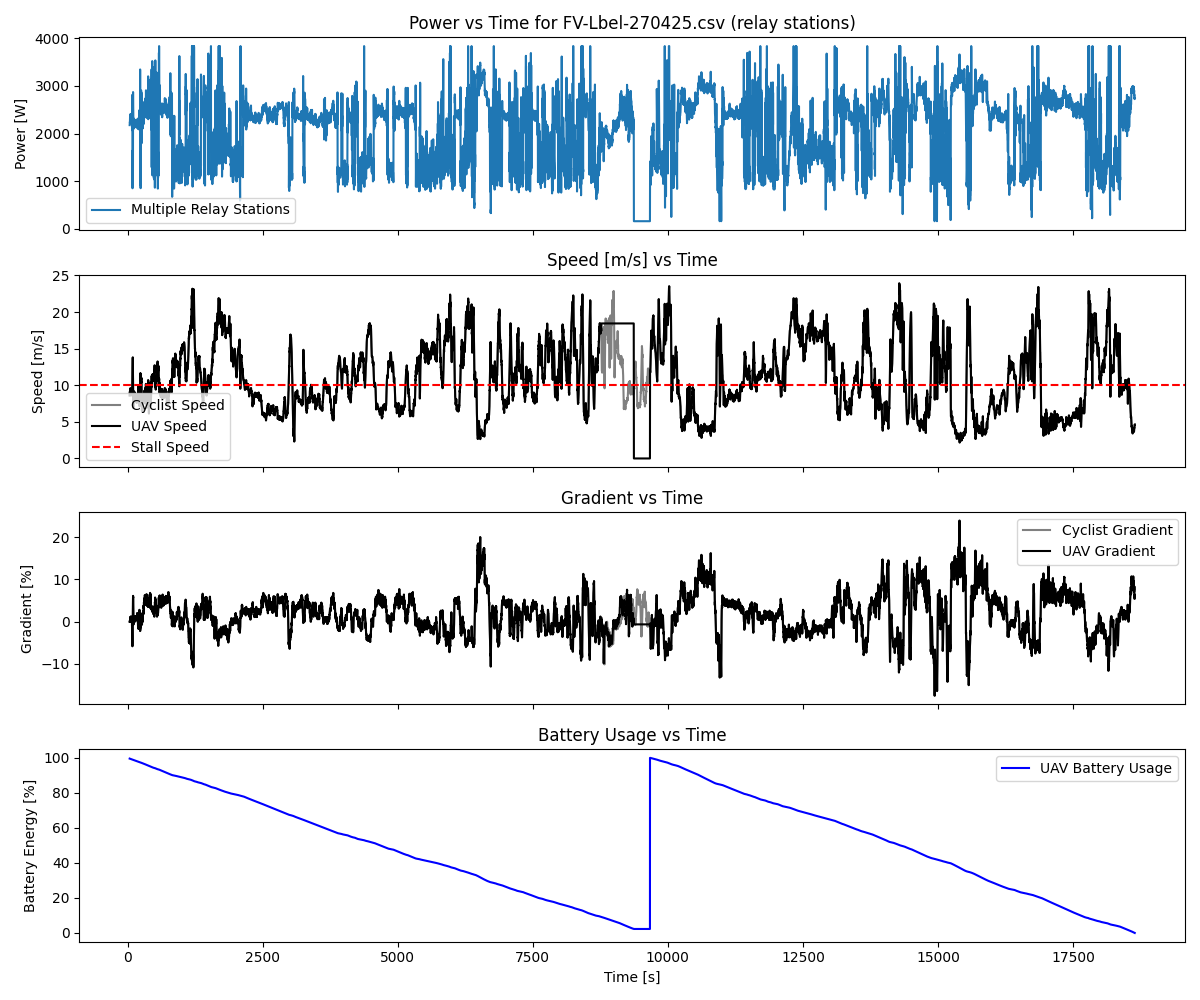 Power vs Time for FV-Lbel-270425.csv (relay stations)
4000
3000
2000
1000
0
Power [W]
Multiple Relay Stations
Speed [m/s] vs Time
25
20
15
10
5
0
Speed [m/s]
Cyclist Speed
UAV Speed
Stall Speed
Gradient vs Time
20
10
0
−10
Gradient [%]
Cyclist Gradient
UAV Gradient
Battery Usage vs Time
100
80
60
40
20
0
Battery Energy [%]
UAV Battery Usage
0 2500 5000 7500 10000 12500 15000 17500
Time [s]